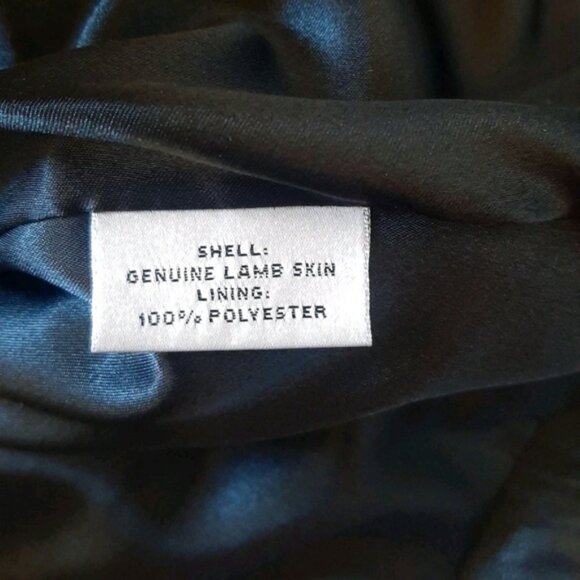 SHELL:
GENUINE LAMB SKIN
LINING:
100% POLYESTER